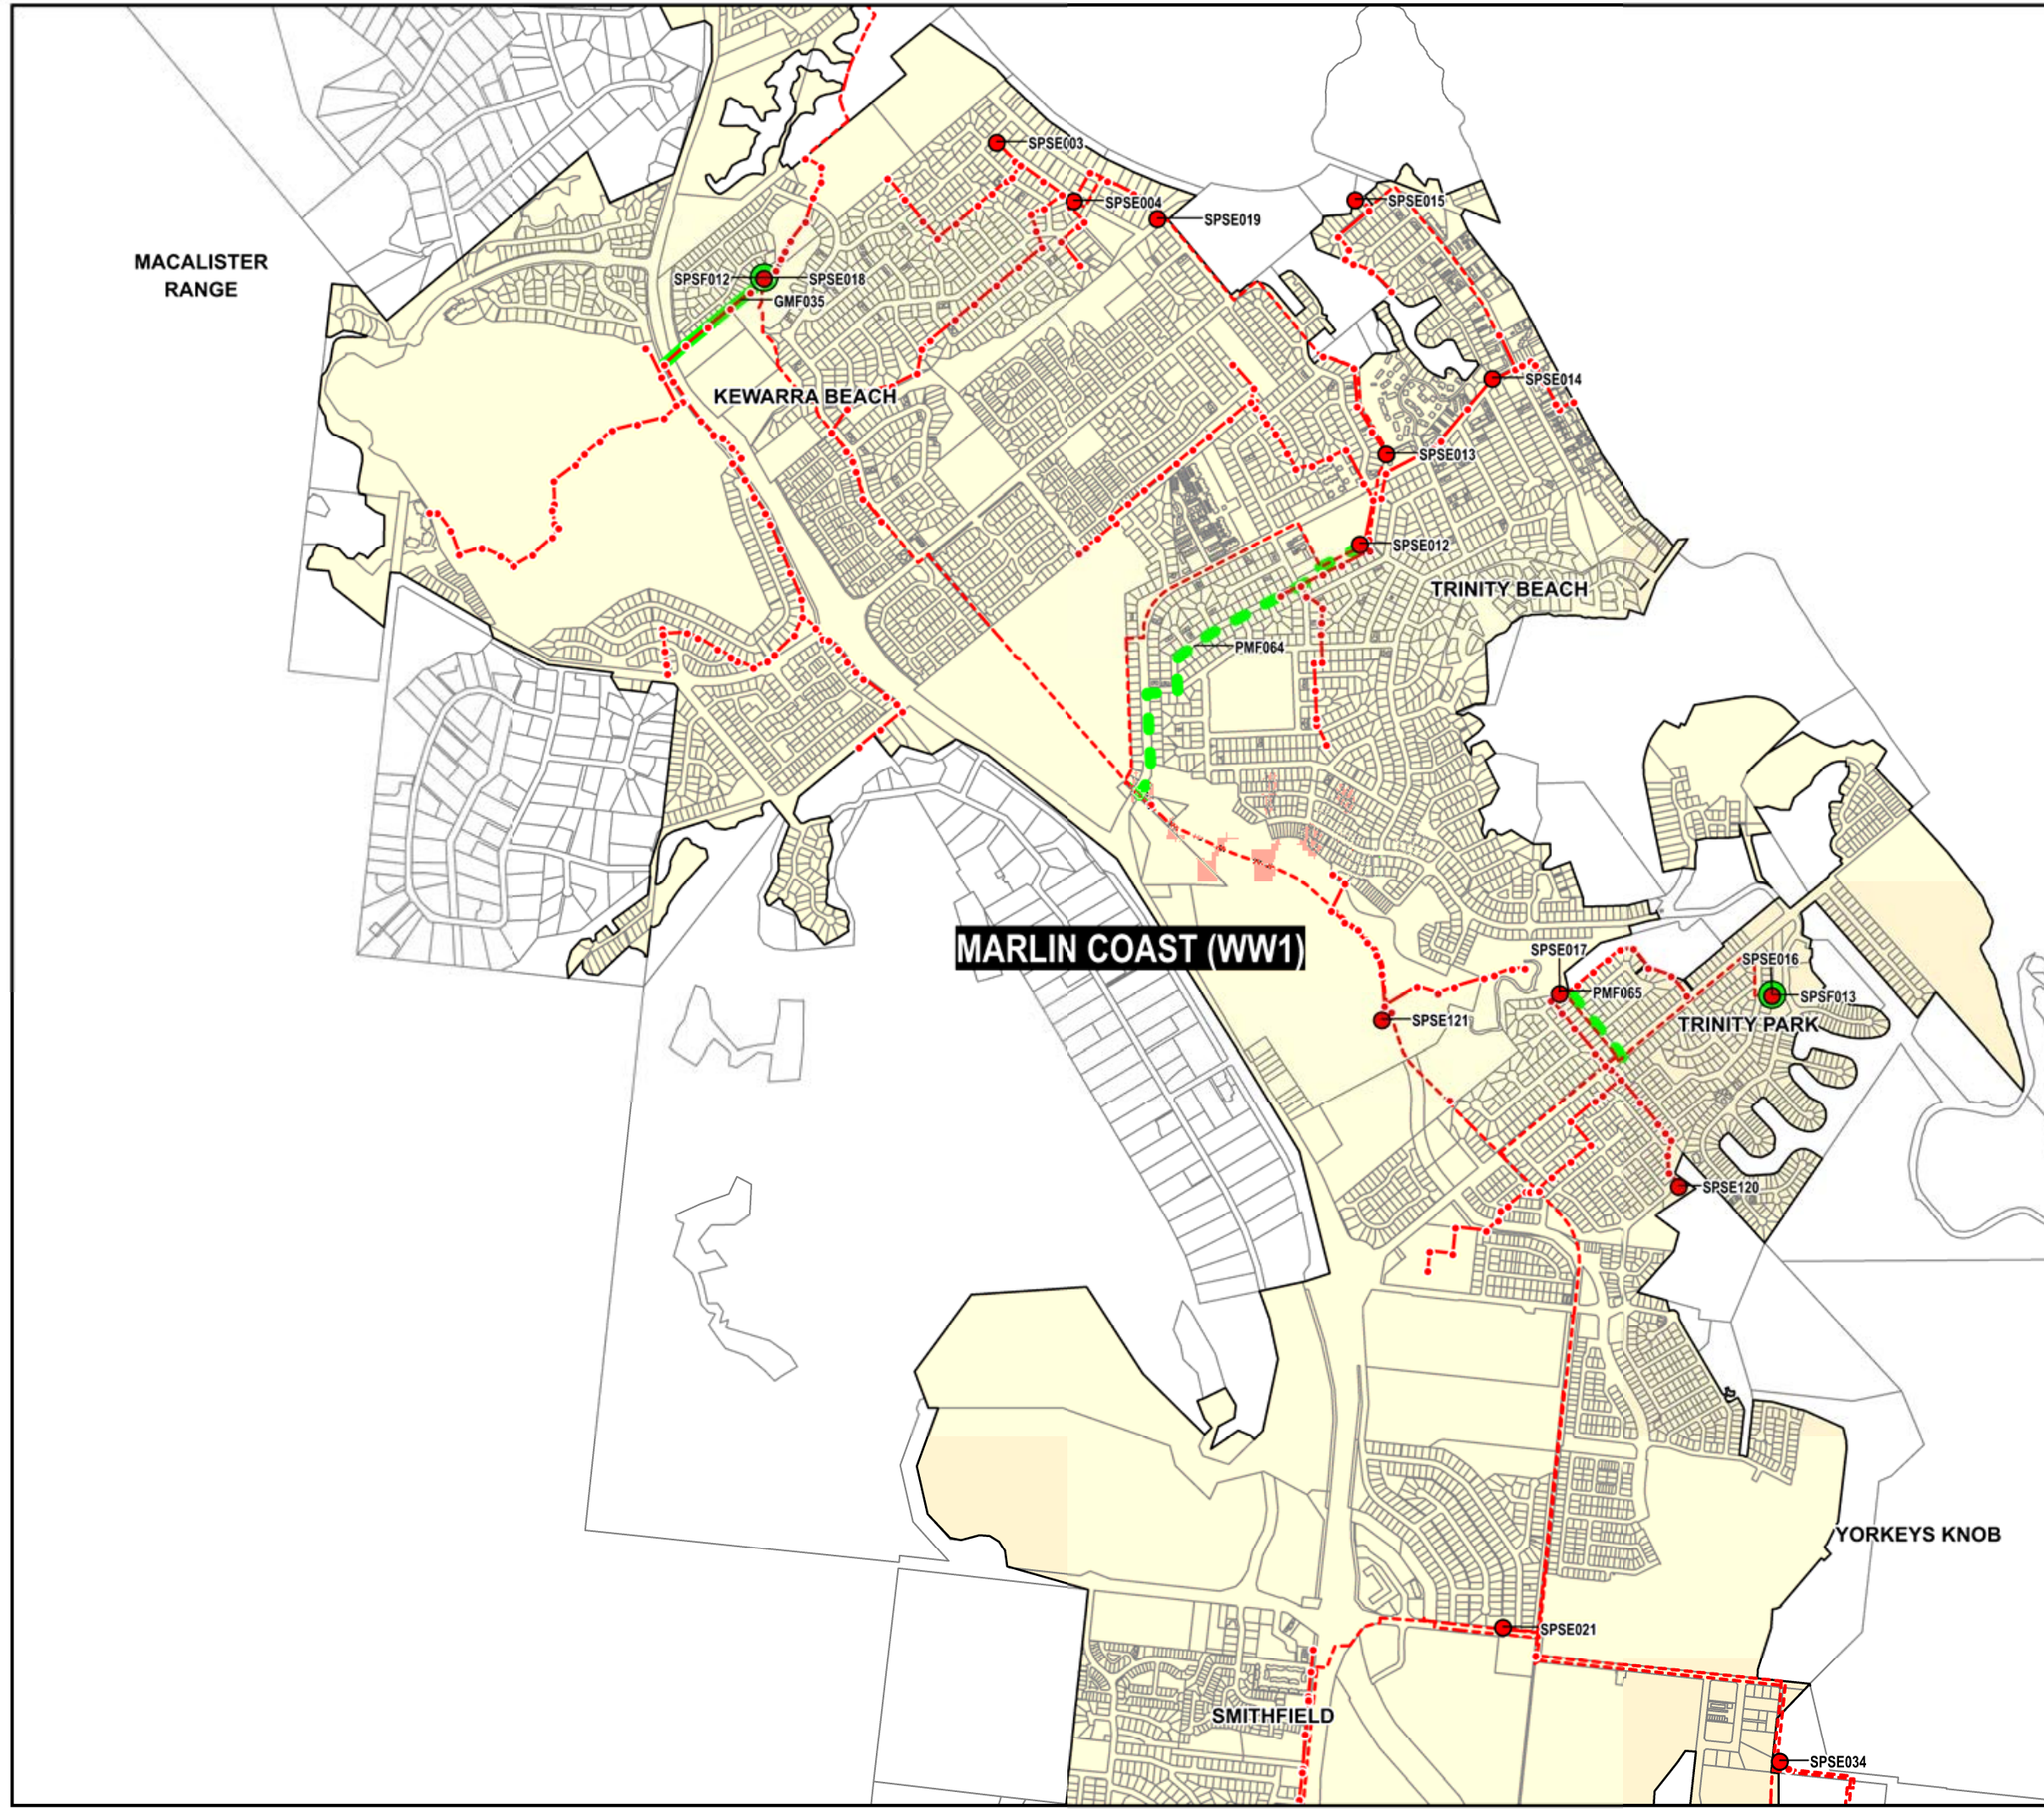 SPSE003
SPSE004
SPSE015
SPSE019
MACALISTER
RANGE
SPSF012
SPSE018
GMF035
SPSE014
KEWARRA BEACH
SPSE013
SPSE012
TRINITY BEACH
PMF064
MARLIN COAST (WW1)
SPSE017
SPSE016
PMF065
SPSF013
SPSE121
TRINITY PARK
SPSE120
YORKEYS KNOB
SPSE021
SMITHFIELD
SPSE034